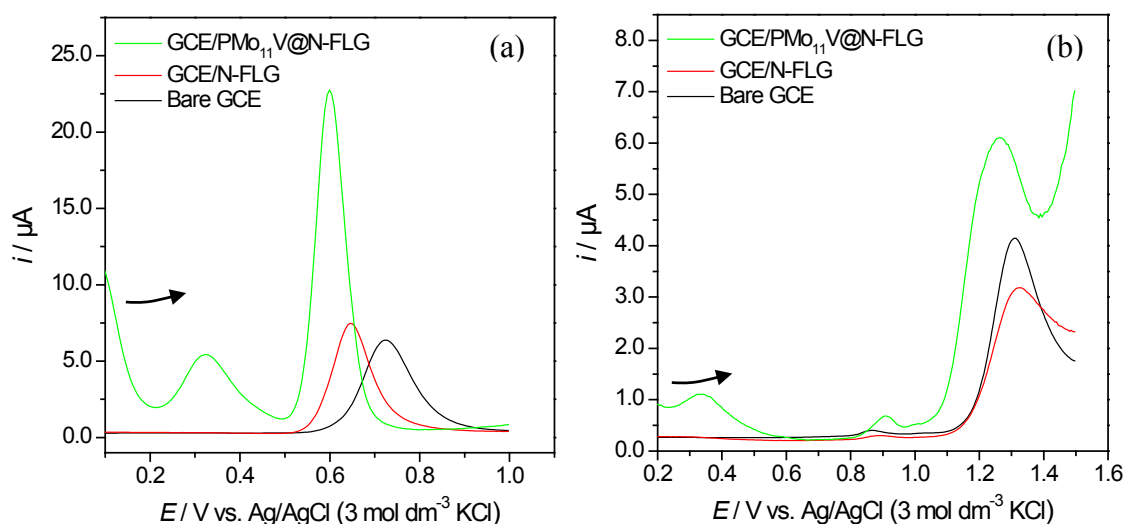 GCE/PMo₁₁V@N-FLG
GCE/N-FLG
Bare GCE
(a)
25.0
20.0
15.0
10.0
5.0
0.0
i / µA
0.2 0.4 0.6 0.8 1.0
E / V vs. Ag/AgCl (3 mol dm⁻³ KCl)
GCE/PMo₁₁V@N-FLG
GCE/N-FLG
Bare GCE
(b)
8.0
7.0
6.0
5.0
4.0
3.0
2.0
1.0
0.0
i / µA
0.2 0.4 0.6 0.8 1.0 1.2 1.4 1.6
E / V vs. Ag/AgCl (3 mol dm⁻³ KCl)